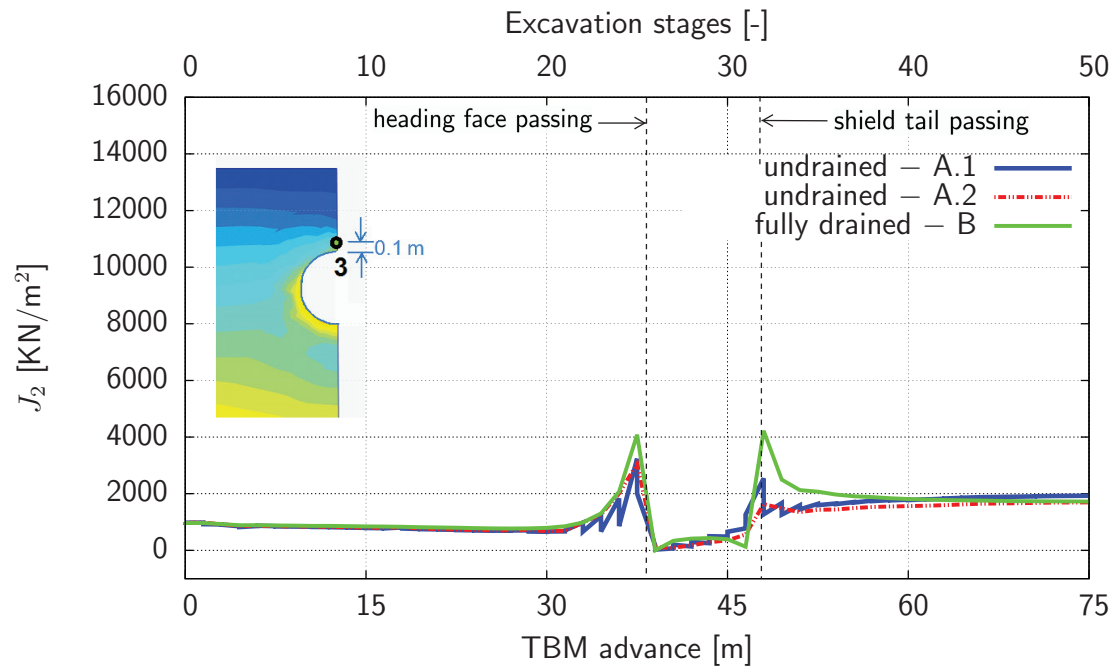 Excavation stages [-]
0 10 20 30 40 50
16000
14000
12000
10000
8000
6000
4000
2000
0
J2 [KN/m²]
heading face passing
shield tail passing
undrained – A.1
undrained – A.2
fully drained – B
0.1 m
3
0 15 30 45 60 75
TBM advance [m]